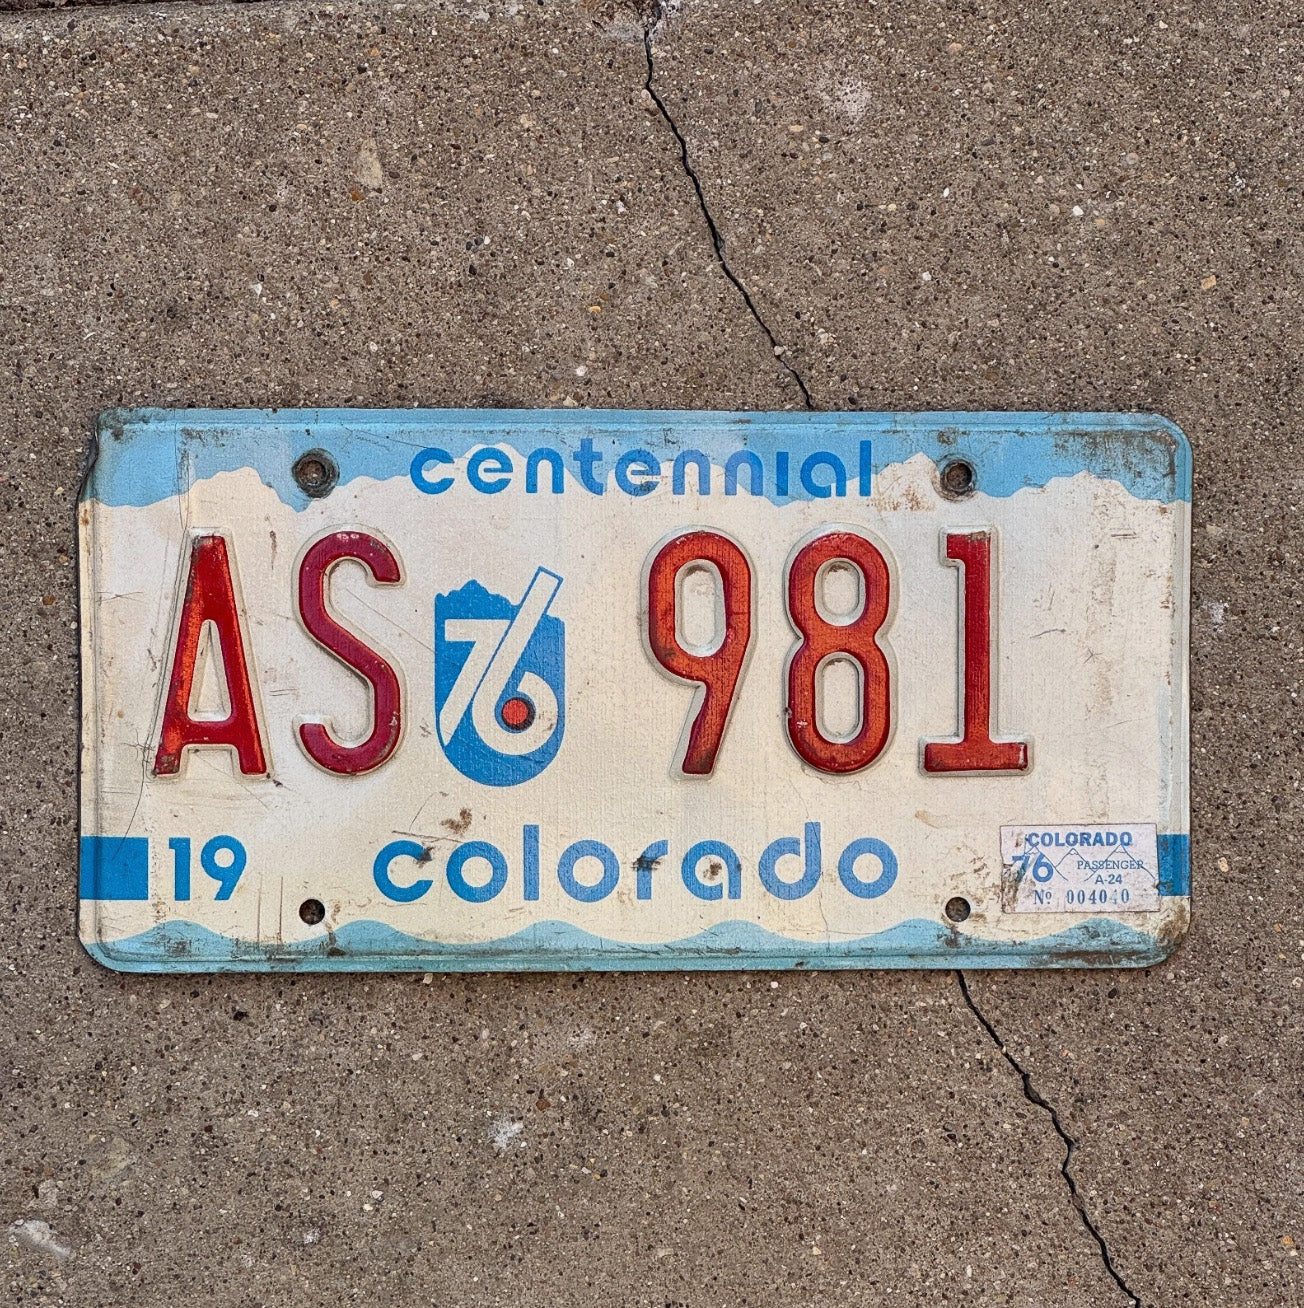 centennial
AS 76 981
19
colorado
COLORADO
76 PASSENGER
A-24
Nº 004040